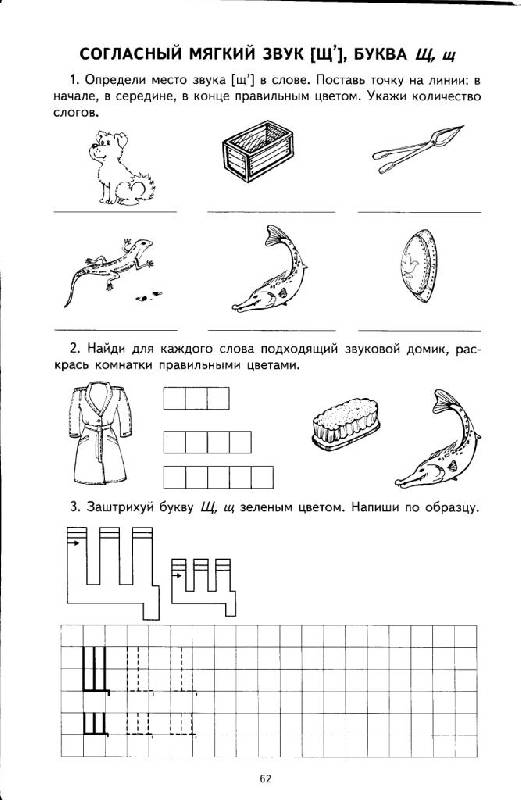 СОГЛАСНЫЙ МЯГКИЙ ЗВУК [Щ'], БУКВА Щ, щ
1. Определи место звука [щ'] в слове. Поставь точку на линии: в
начале, в середине, в конце правильным цветом. Укажи количество
слогов.
2. Найди для каждого слова подходящий звуковой домик, рас-
крась комнатки правильными цветами.
3. Заштрихуй букву Щ, щ зеленым цветом. Напиши по образцу.
Щ щ
62